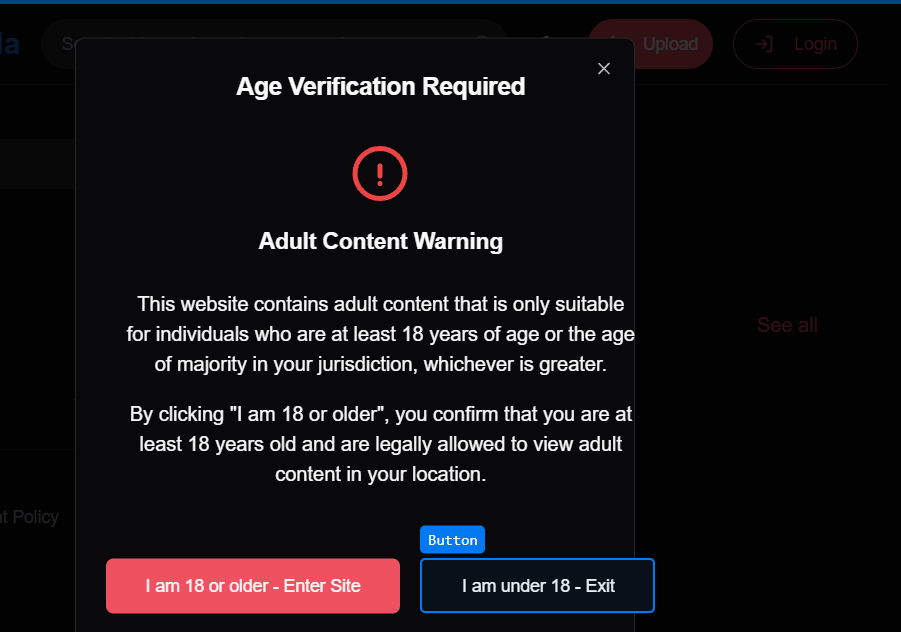 Upload
Login
Age Verification Required
Adult Content Warning
This website contains adult content that is only suitable
for individuals who are at least 18 years of age or the age
of majority in your jurisdiction, whichever is greater.
See all
By clicking "I am 18 or older", you confirm that you are at
least 18 years old and are legally allowed to view adult
content in your location.
Policy
Button
I am 18 or older - Enter Site
I am under 18 - Exit